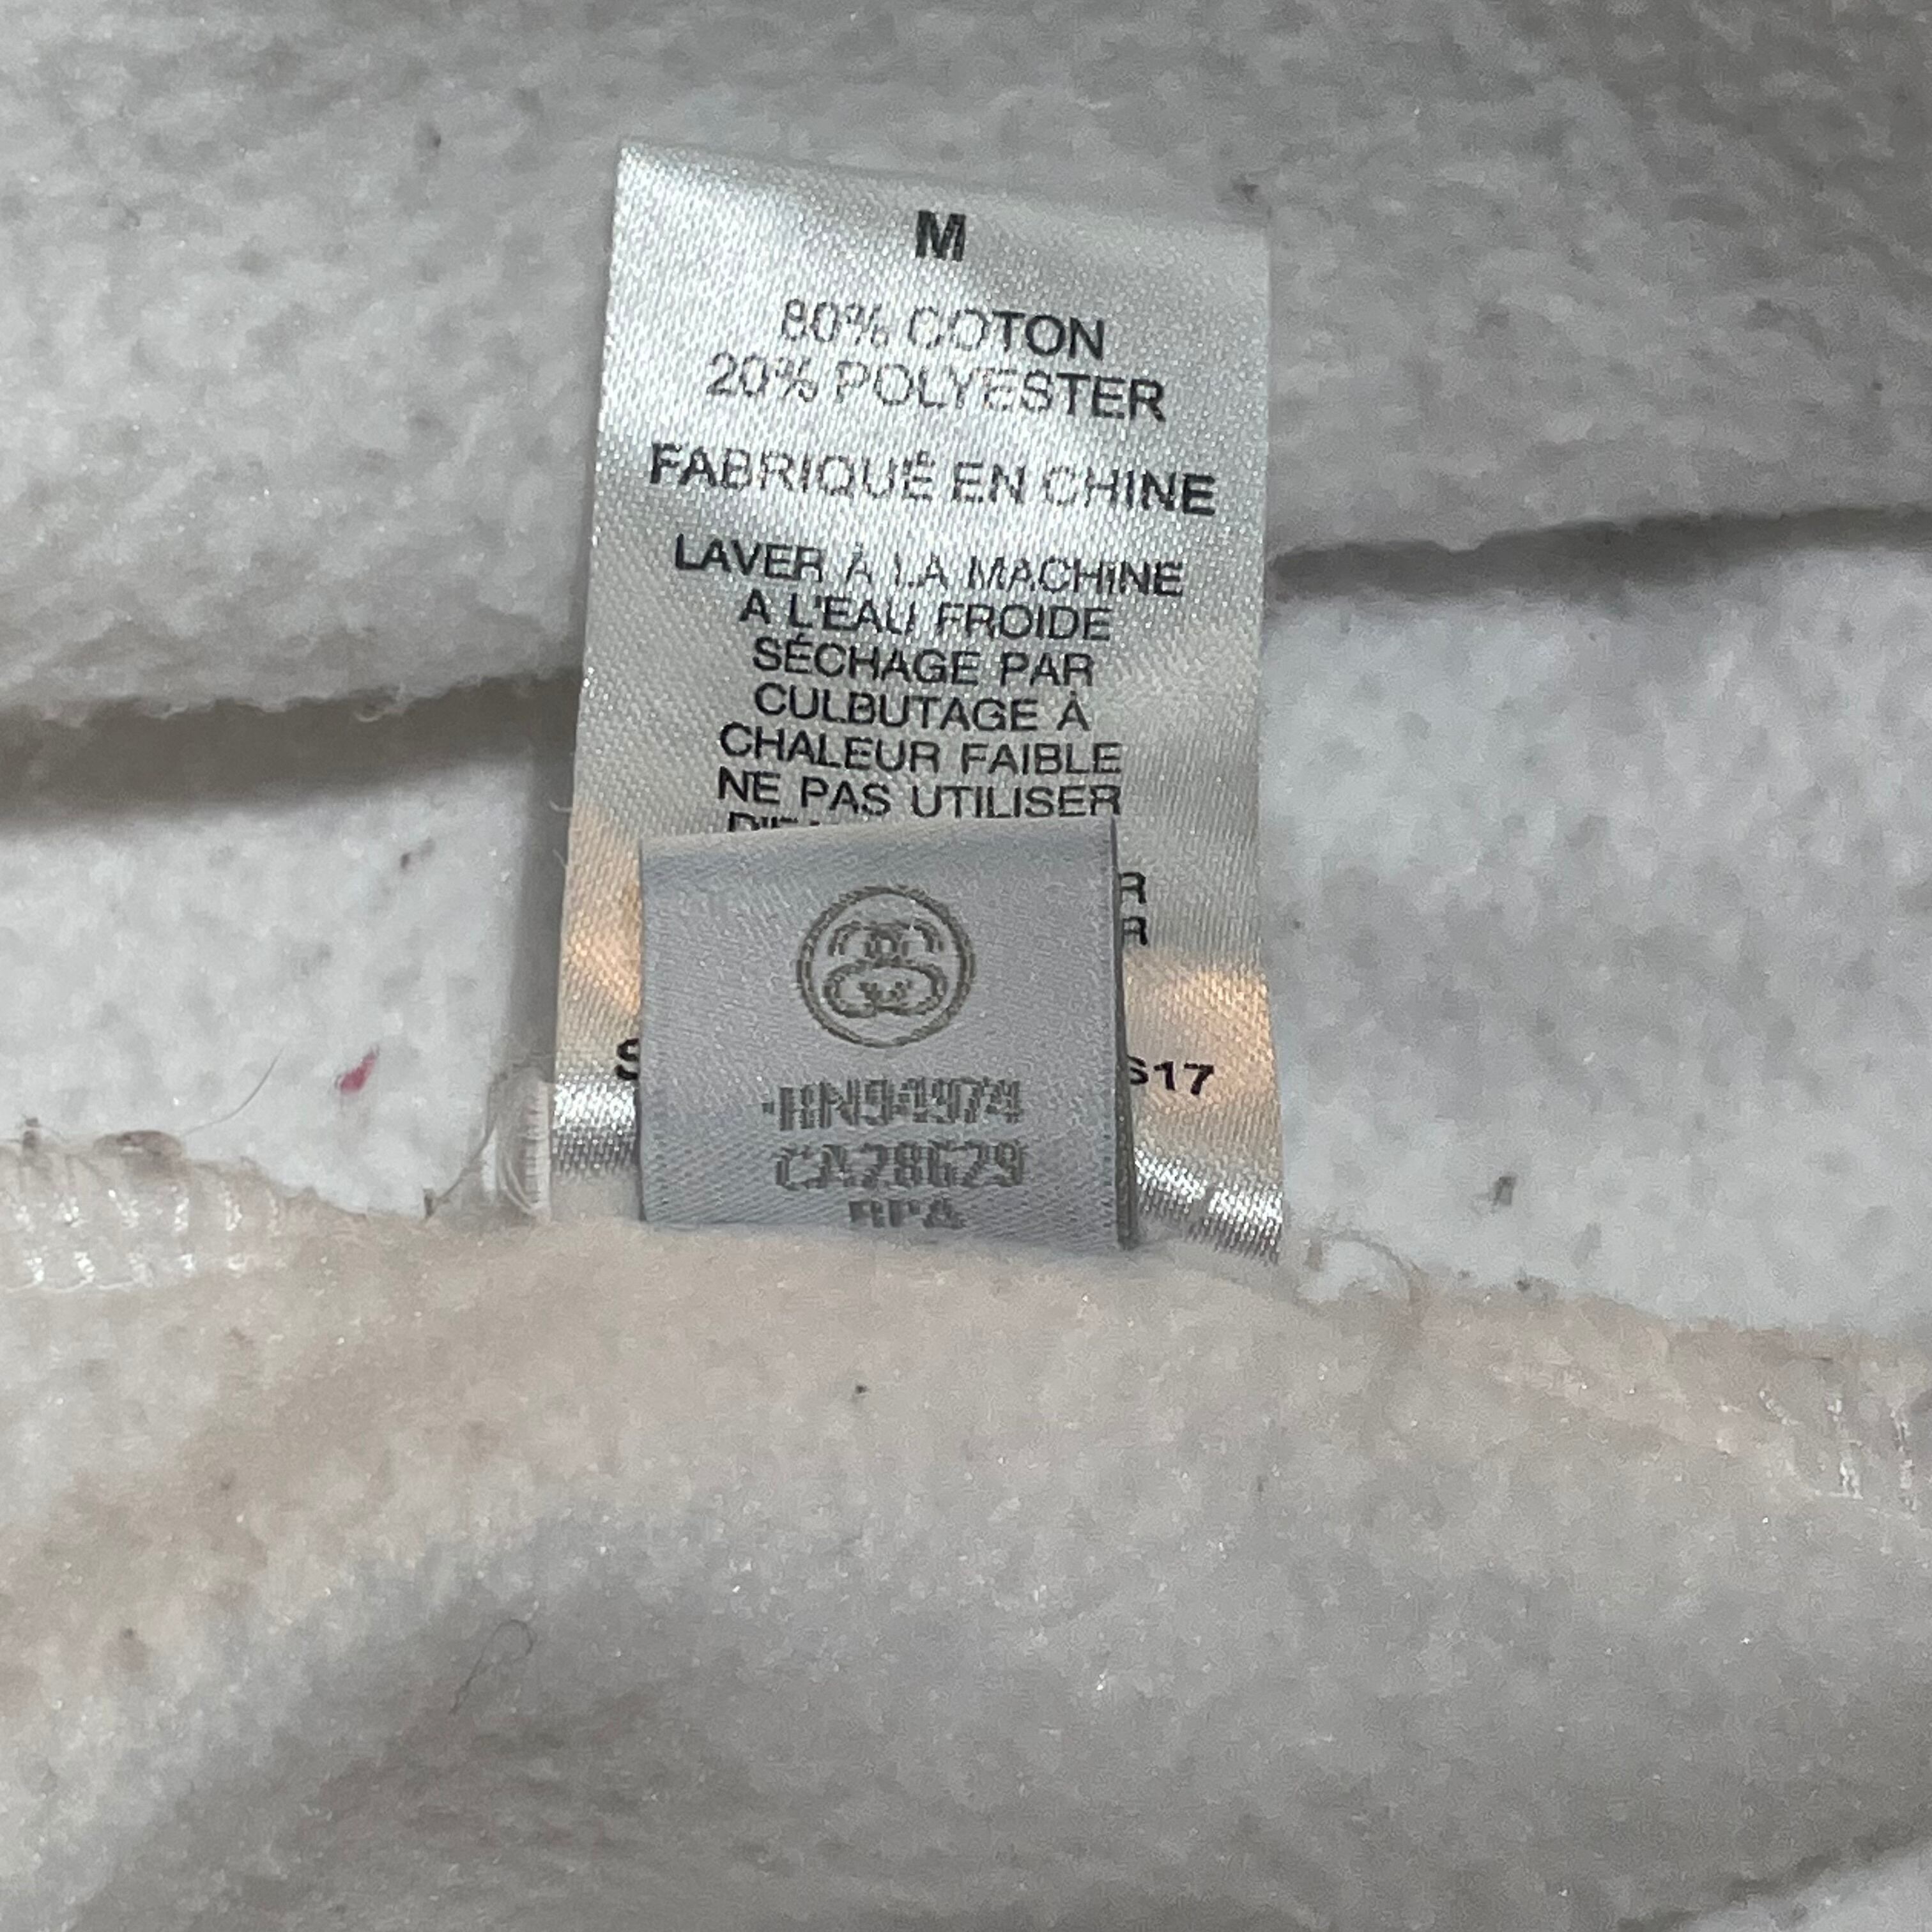 M
80% COTON
20% POLYESTER
FABRIQUÉ EN CHINE
LAVER À LA MACHINE
A L'EAU FROIDE
SÉCHAGE PAR
CULBUTAGE À
CHALEUR FAIBLE
NE PAS UTILISER
R
R
S17
RN94974
CA28629